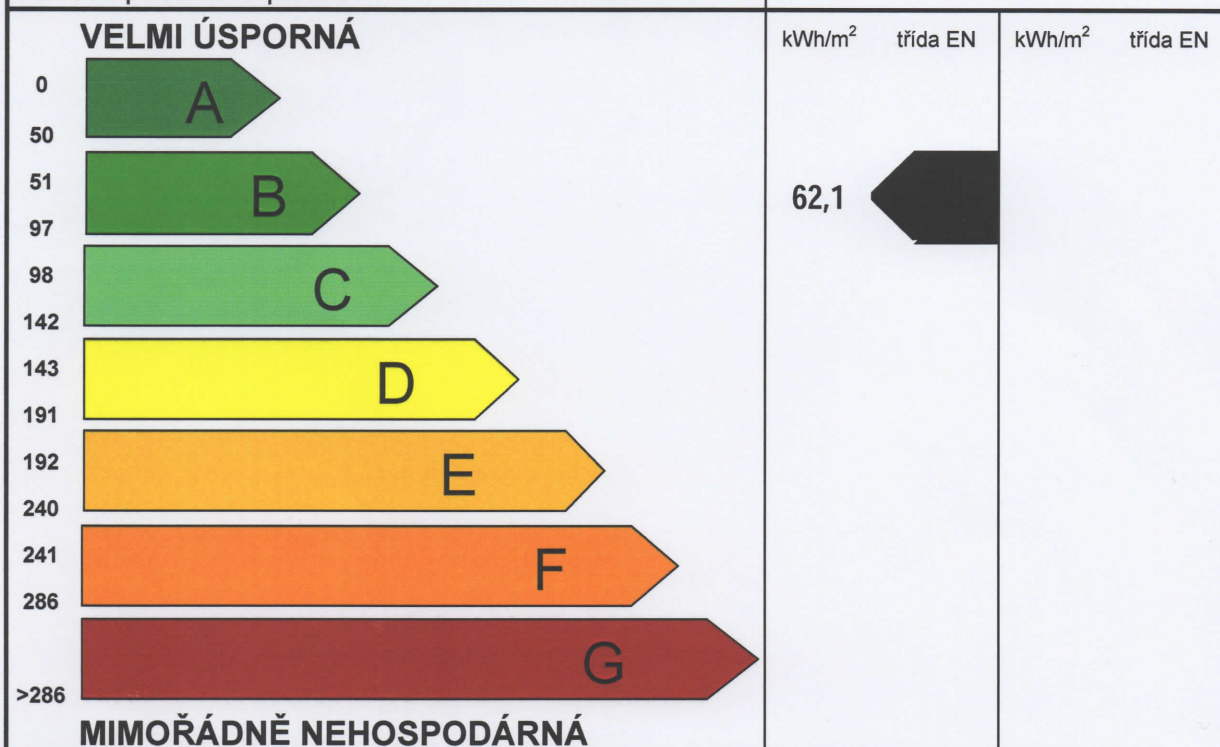 VELMI ÚSPORNÁ
kWh/m² třída EN kWh/m² třída EN
0
A
50
51
B
62,1
97
98
C
142
143
D
191
192
E
240
241
F
286
G
>286
MIMOŘÁDNĚ NEHOSPODÁRNÁ